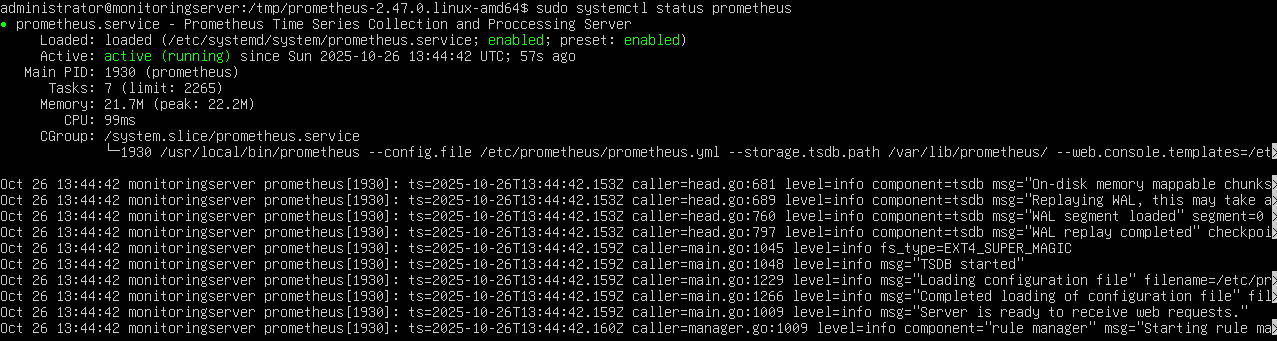 administrator@monitoringserver:/tmp/prometheus-2.47.0.linux-amd64$ sudo systemctl status prometheus
● prometheus.service - Prometheus Time Series Collection and Proccessing Server
Loaded: loaded (/etc/systemd/system/prometheus.service; enabled; preset: enabled)
Active: active (running) since Sun 2025-10-26 13:44:42 UTC; 57s ago
Main PID: 1930 (prometheus)
Tasks: 7 (limit: 2265)
Memory: 21.7M (peak: 22.2M)
CPU: 99ms
CGroup: /system.slice/prometheus.service
└─1930 /usr/local/bin/prometheus --config.file /etc/prometheus/prometheus.yml --storage.tsdb.path /var/lib/prometheus/ --web.console.templates=/et>
Oct 26 13:44:42 monitoringserver prometheus[1930]: ts=2025-10-26T13:44:42.153Z caller=head.go:681 level=info component=tsdb msg="On-disk memory mappable chunks>
Oct 26 13:44:42 monitoringserver prometheus[1930]: ts=2025-10-26T13:44:42.153Z caller=head.go:689 level=info component=tsdb msg="Replaying WAL, this may take a>
Oct 26 13:44:42 monitoringserver prometheus[1930]: ts=2025-10-26T13:44:42.159Z caller=head.go:760 level=info component=tsdb msg="WAL segment loaded" segment=0 >
Oct 26 13:44:42 monitoringserver prometheus[1930]: ts=2025-10-26T13:44:42.159Z caller=head.go:797 level=info component=tsdb msg="WAL replay completed" checkpoi>
Oct 26 13:44:42 monitoringserver prometheus[1930]: ts=2025-10-26T13:44:42.159Z caller=main.go:1045 level=info fs_type=EXT4_SUPER_MAGIC
Oct 26 13:44:42 monitoringserver prometheus[1930]: ts=2025-10-26T13:44:42.159Z caller=main.go:1048 level=info msg="TSDB started"
Oct 26 13:44:42 monitoringserver prometheus[1930]: ts=2025-10-26T13:44:42.159Z caller=main.go:1229 level=info msg="Loading configuration file" filename=/etc/pr>
Oct 26 13:44:42 monitoringserver prometheus[1930]: ts=2025-10-26T13:44:42.159Z caller=main.go:1266 level=info msg="Completed loading of configuration file" fil>
Oct 26 13:44:42 monitoringserver prometheus[1930]: ts=2025-10-26T13:44:42.159Z caller=main.go:1009 level=info msg="Server is ready to receive web requests."
Oct 26 13:44:42 monitoringserver prometheus[1930]: ts=2025-10-26T13:44:42.160Z caller=manager.go:1009 level=info component="rule manager" msg="Starting rule ma>